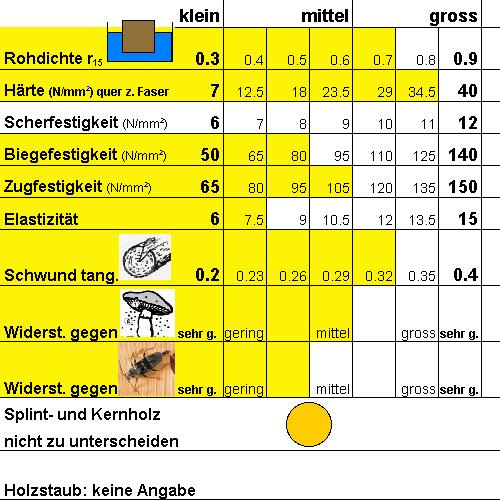 klein mittel gross
Rohdichte r15 0.3 0.4 0.5 0.6 0.7 0.8 0.9
Härte (N/mm²) quer z. Faser 7 12.5 18 23.5 29 34.5 40
Scherfestigkeit (N/mm²) 6 7 8 9 10 11 12
Biegefestigkeit (N/mm²) 50 65 80 95 110 125 140
Zugfestigkeit (N/mm²) 65 80 95 105 120 135 150
Elastizität 6 7.5 9 10.5 12 13.5 15
Schwund tang. 0.2 0.23 0.26 0.29 0.32 0.35 0.4
Widerst. gegen sehr g. gering mittel gross sehr g.
Widerst. gegen sehr g. gering mittel gross sehr g.
Splint- und Kernholz
nicht zu unterscheiden
Holzstaub: keine Angabe